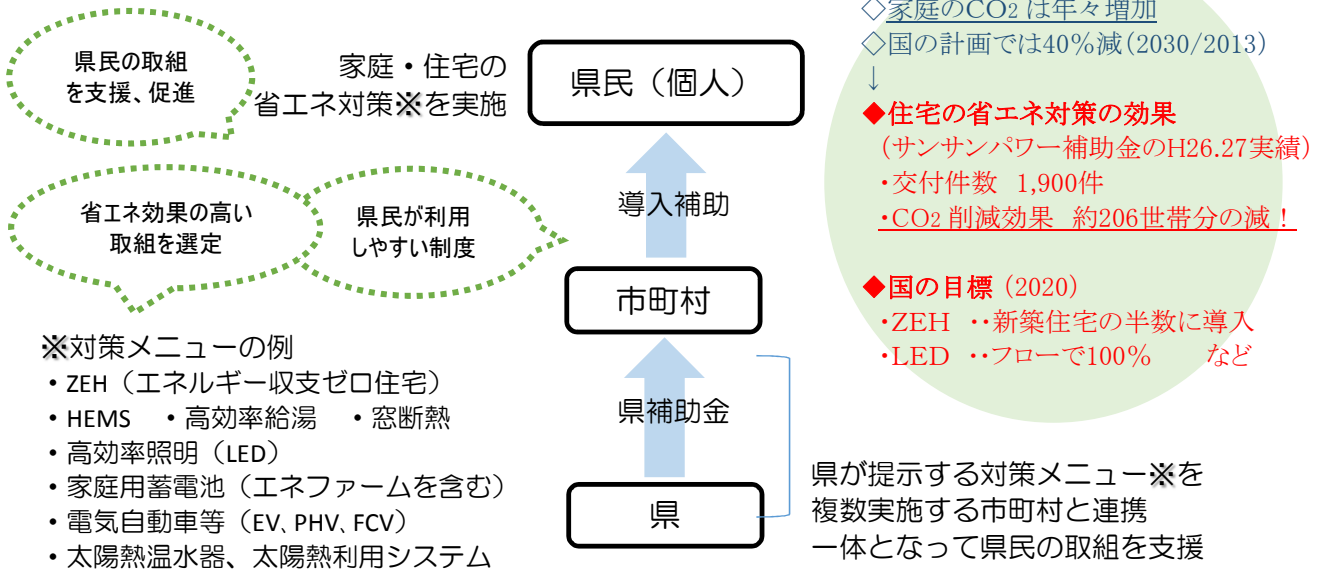 県民の取組
を支援、促進
家庭・住宅の
省エネ対策※を実施
県民（個人）
省エネ効果の高い
取組を選定
県民が利用
しやすい制度
導入補助
市町村
県補助金
県
※対策メニューの例
・ZEH（エネルギー収支ゼロ住宅）
・HEMS ・高効率給湯 ・窓断熱
・高効率照明（LED）
・家庭用蓄電池（エネファームを含む）
・電気自動車等（EV、PHV、FCV）
・太陽熱温水器、太陽熱利用システム
◇家庭のCO2 は年々増加
◇国の計画では40％減（2030/2013）
↓
◆住宅の省エネ対策の効果
（サンサンパワー補助金のH26.27実績）
・交付件数 1,900件
・CO2 削減効果 約206世帯分の減！
◆国の目標（2020）
・ZEH ‥新築住宅の半数に導入
・LED ‥フローで100％ など
県が提示する対策メニュー※を
複数実施する市町村と連携
一体となって県民の取組を支援